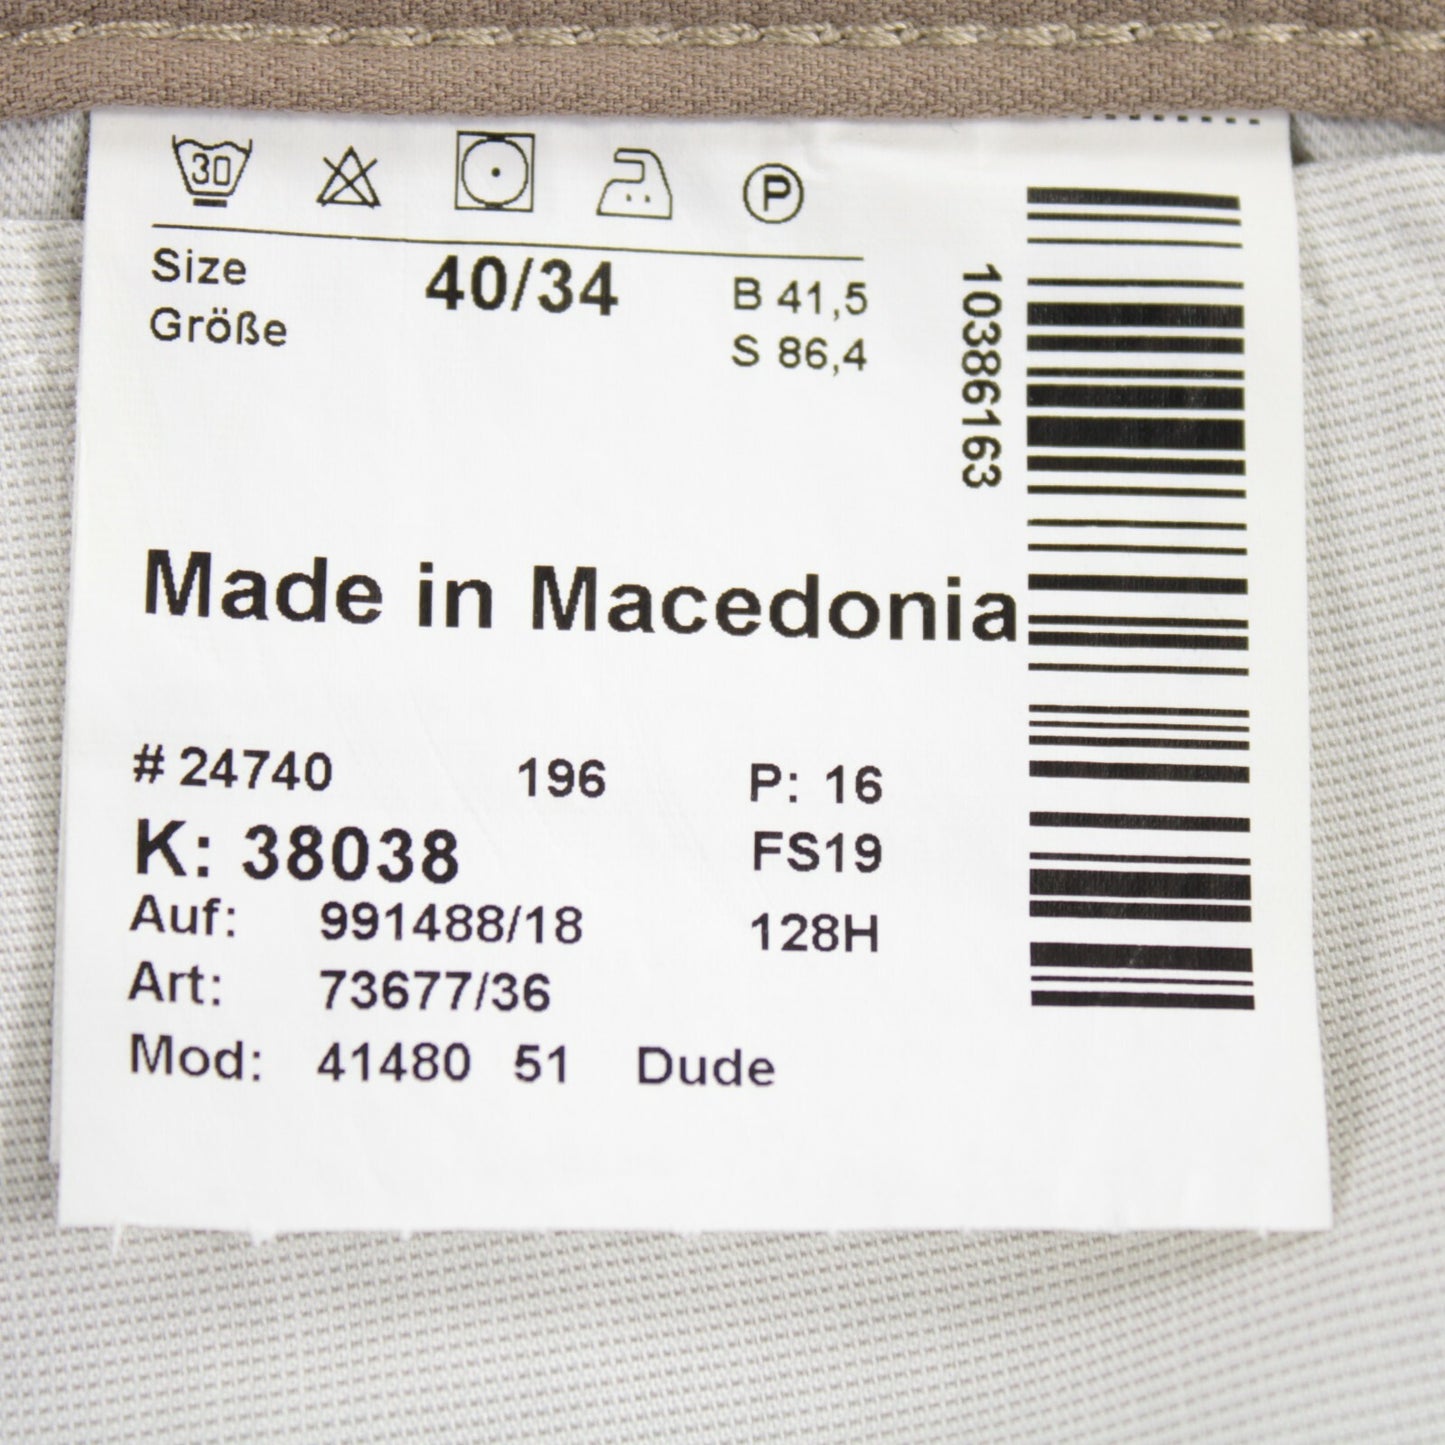 30 P
Size 40/34 B 41,5
Größe S 86,4
10386163
Made in Macedonia
# 24740 196 P: 16
K: 38038 FS19
Auf: 991488/18 128H
Art: 73677/36
Mod: 41480 51 Dude